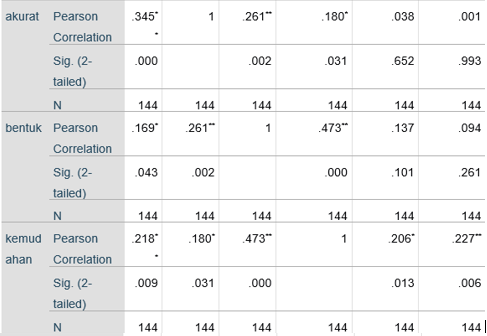 akurat Pearson .345* 1 .261** .180* .038 .001
Correlation *
Sig. (2- .000 .002 .031 .652 .993
tailed)
N 144 144 144 144 144 144
bentuk Pearson .169* .261** 1 .473** .137 .094
Correlation
Sig. (2- .043 .002 .000 .101 .261
tailed)
N 144 144 144 144 144 144
kemud Pearson .218* .180* .473** 1 .206* .227**
ahan Correlation *
Sig. (2- .009 .031 .000 .013 .006
tailed)
N 144 144 144 144 144 144